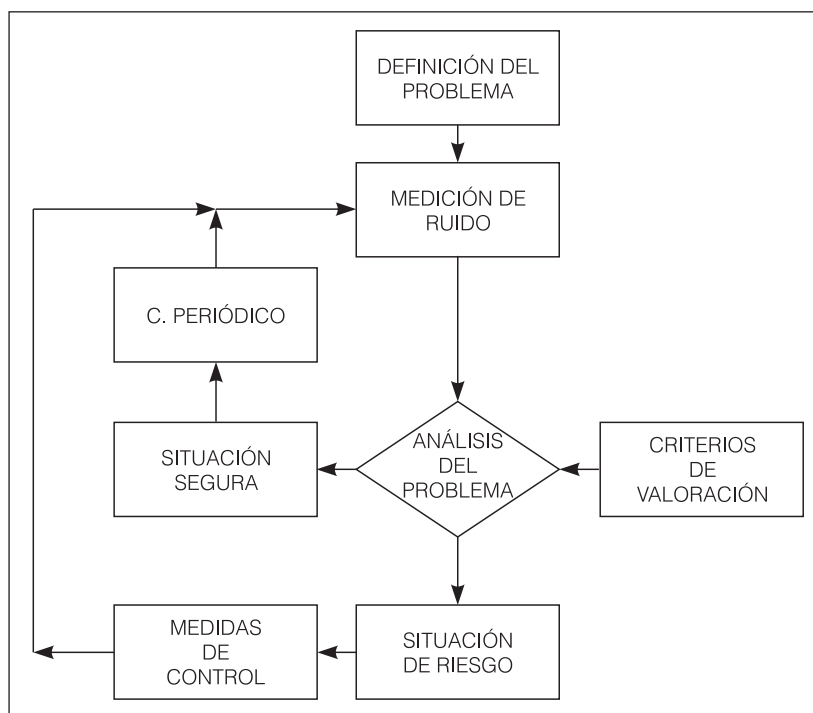 DEFINICIÓN DEL
PROBLEMA
MEDICIÓN DE
RUIDO
C. PERIÓDICO
SITUACIÓN
SEGURA
ANÁLISIS
DEL
PROBLEMA
CRITERIOS
DE
VALORACIÓN
MEDIDAS
DE
CONTROL
SITUACIÓN
DE RIESGO